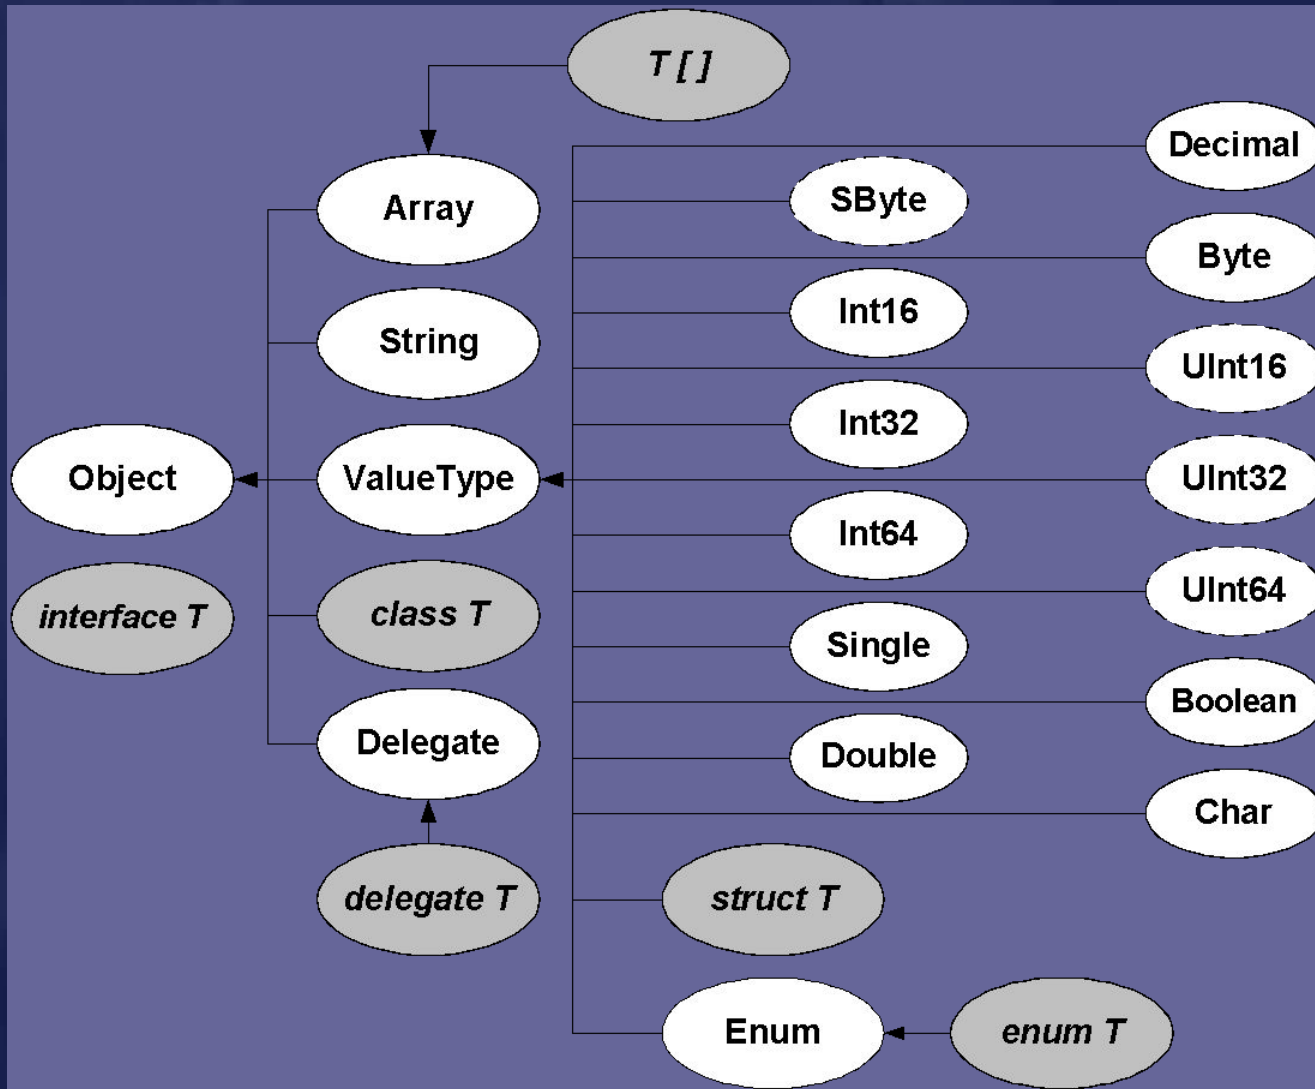 T [ ]
Decimal
Array
SByte
Byte
Int16
String
UInt16
Int32
Object
ValueType
UInt32
Int64
UInt64
interface T
class T
Single
Boolean
Delegate
Double
Char
delegate T
struct T
Enum
enum T